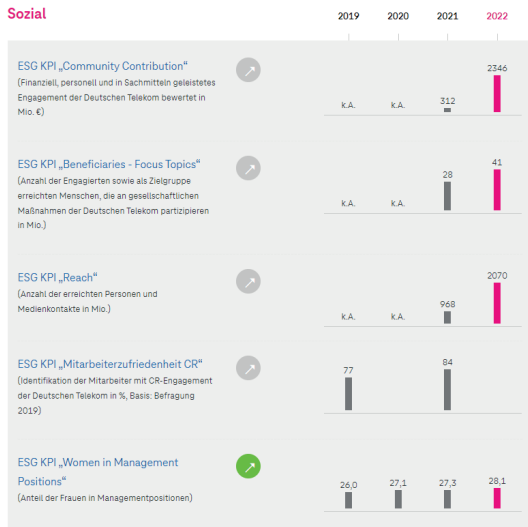 Sozial
2019 2020 2021 2022
ESG KPI „Community Contribution“
(Finanziell, personell und in Sachmitteln geleistetes
Engagement der Deutschen Telekom bewertet in
Mio. €)
k.A. k.A. 312 2346
ESG KPI „Beneficiaries - Focus Topics“
(Anzahl der Engagierten sowie als Zielgruppe
erreichten Menschen, die an gesellschaftlichen
Maßnahmen der Deutschen Telekom partizipieren
in Mio.)
k.A. k.A. 28 41
ESG KPI „Reach“
(Anzahl der erreichten Personen und
Medienkontakte in Mio.)
k.A. k.A. 968 2070
ESG KPI „Mitarbeiterzufriedenheit CR“
(Identifikation der Mitarbeiter mit CR-Engagement
der Deutschen Telekom in %, Basis: Befragung
2019)
77 84
ESG KPI „Women in Management
Positions“
(Anteil der Frauen in Managementpositionen)
26,0 27,1 27,3 28,1